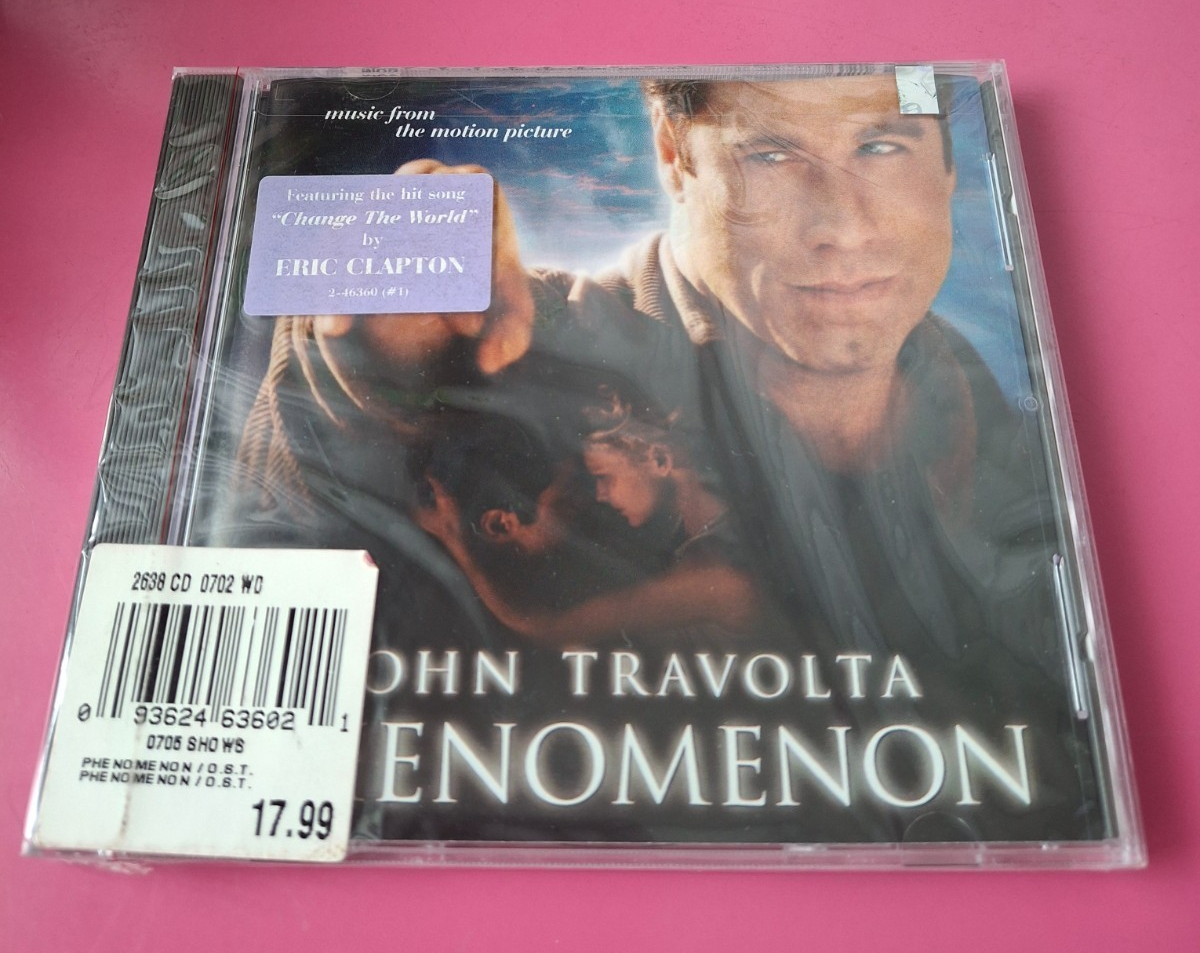 music from
the motion picture
Featuring the hit song
"Change The World"
by
ERIC CLAPTON
2-46360 (#1)
OHN TRAVOLTA
ENOMENON
2638 CD 0702 WD
0 93624 63602 1
0705 SHOWS
PHENOMENON / O.S.T.
PHENOMENON / O.S.T.
17.99